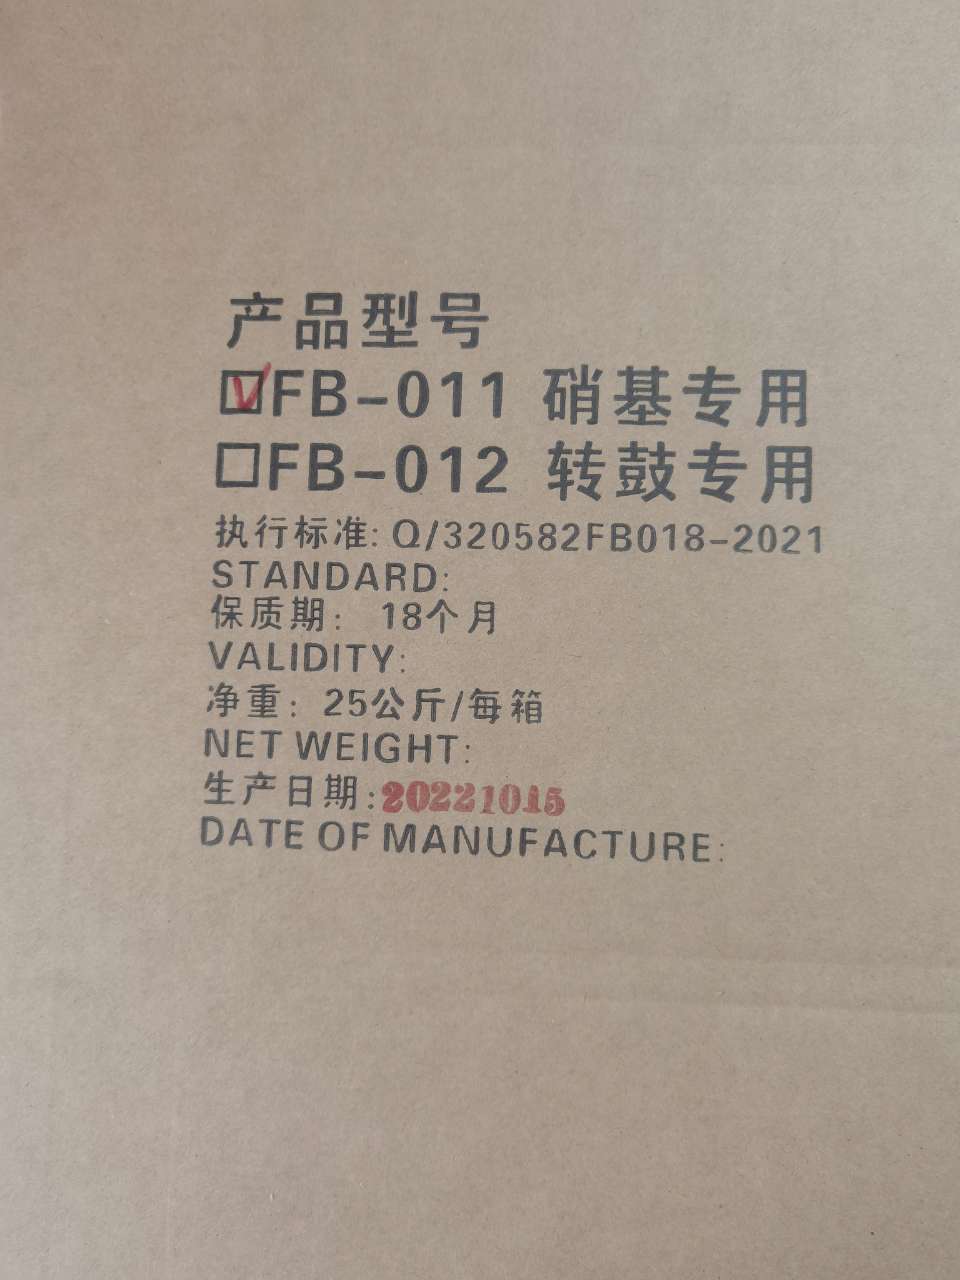 产品型号
☑FB-011 硝基专用
□FB-012 转鼓专用
执行标准: Q/320582FB018-2021
STANDARD:
保质期: 18个月
VALIDITY:
净重: 25公斤/每箱
NET WEIGHT:
生产日期:20221015
DATE OF MANUFACTURE: